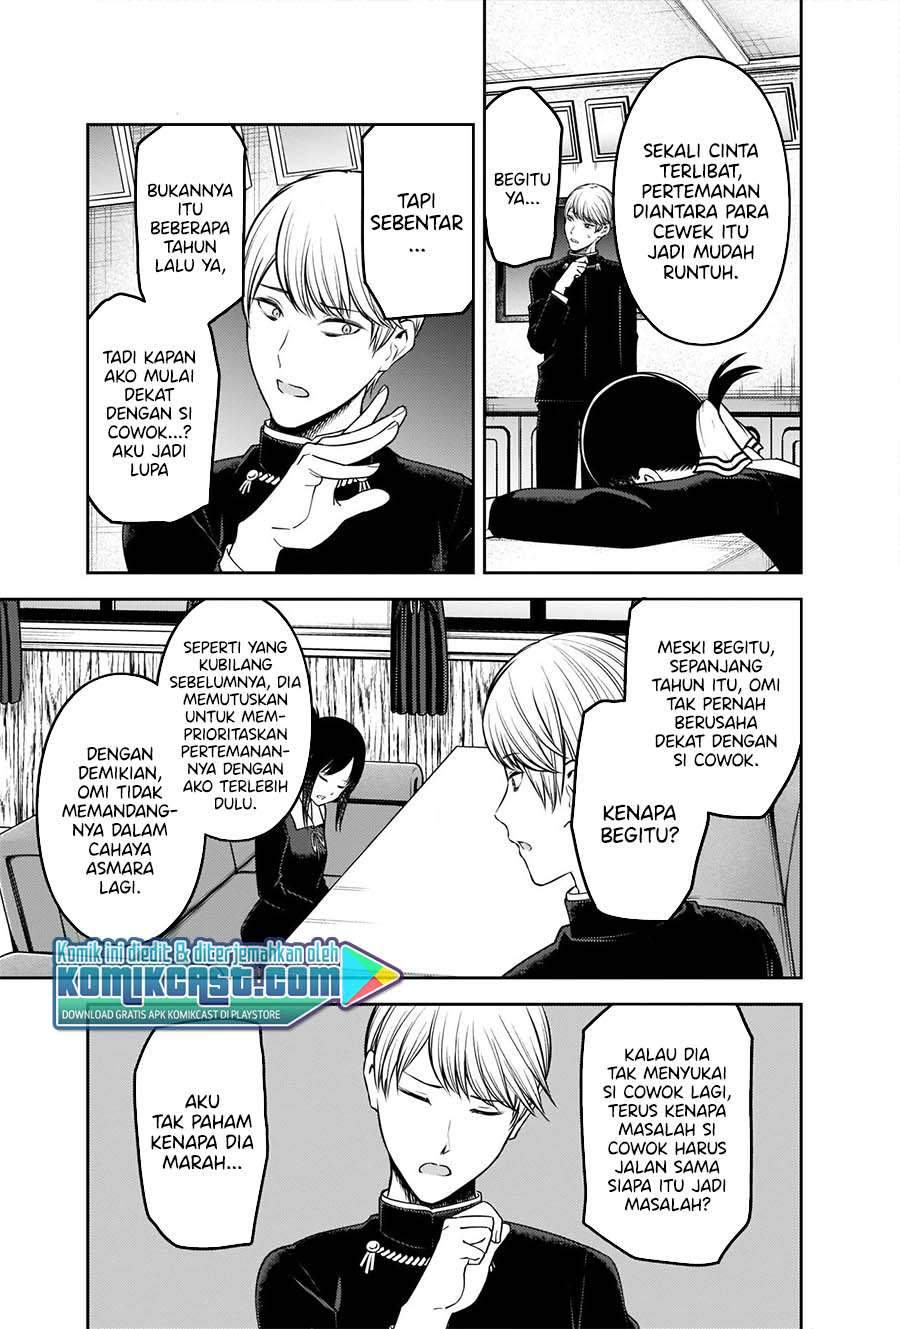 SEKALI CINTA
TERLIBAT,
PERTEMANAN
DIANTARA PARA
CEWEK ITU
JADI MUDAH
RUNTUH.
BEGITU
YA...
TAPI
SEBENTAR
...
BUKANNYA
ITU
BEBERAPA
TAHUN
LALU YA,
TADI KAPAN
AKO MULAI
DEKAT
DENGAN SI
COWOK...?
AKU JADI
LUPA
MESKI BEGITU,
SEPANJANG
TAHUN ITU, OMI
TAK PERNAH
BERUSAHA
DEKAT DENGAN
SI COWOK.
KENAPA
BEGITU?
SEPERTI YANG
KUBILANG
SEBELUMNYA, DIA
MEMUTUSKAN
UNTUK MEM-
PRIORITASKAN
PERTEMANAN-
NYA DENGAN
AKO TERLEBIH
DULU.
DENGAN
DEMIKIAN,
OMI TIDAK
MEMANDANG-
NYA DALAM
CAHAYA
ASMARA
LAGI.
Komik ini diedit & diterjemahkan oleh
KOMIKCAST.COM
DOWNLOAD GRATIS APK KOMIKCAST DI PLAYSTORE
KALAU DIA
TAK MENYUKAI
SI COWOK LAGI,
TERUS KENAPA
MASALAH SI
COWOK HARUS
JALAN SAMA
SIAPA ITU JADI
MASALAH?
AKU
TAK PAHAM
KENAPA DIA
MARAH...